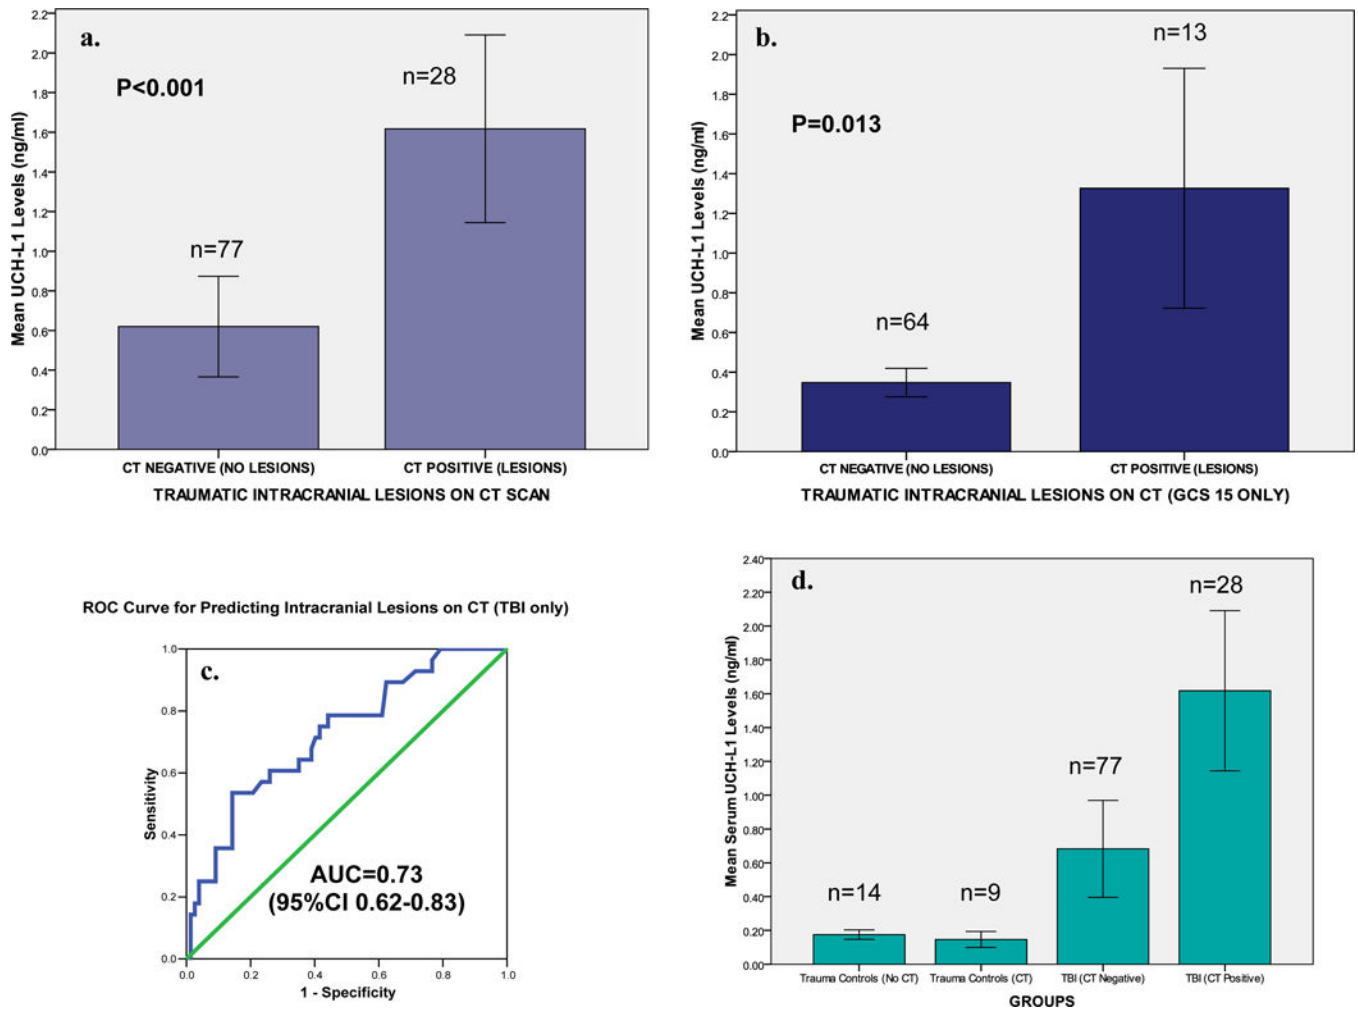 a.
P<0.001
n=77
n=28
Mean UCH-L1 Levels (ng/ml)
2.2
2.0
1.8
1.6
1.4
1.2
1.0
0.8
0.6
0.4
0.2
0.0
CT NEGATIVE (NO LESIONS)
CT POSITIVE (LESIONS)
TRAUMATIC INTRACRANIAL LESIONS ON CT SCAN
b.
P=0.013
n=64
n=13
Mean UCH-L1 Levels (ng/ml)
2.2
2.0
1.8
1.6
1.4
1.2
1.0
0.8
0.6
0.4
0.2
0.0
CT NEGATIVE (NO LESIONS)
CT POSITIVE (LESIONS)
TRAUMATIC INTRACRANIAL LESIONS ON CT (GCS 15 ONLY)
ROC Curve for Predicting Intracranial Lesions on CT (TBI only)
c.
Sensitivity
1.0
0.8
0.6
0.4
0.2
0.0
AUC=0.73
(95%CI 0.62-0.83)
0.0
0.2
0.4
0.6
0.8
1.0
1 - Specificity
d.
n=14
n=9
n=77
n=28
Mean Serum UCH-L1 Levels (ng/ml)
2.40
2.20
2.00
1.80
1.60
1.40
1.20
1.00
0.80
0.60
0.40
0.20
0.00
Trauma Controls (No CT)
Trauma Controls (CT)
TBI (CT Negative)
TBI (CT Positive)
GROUPS